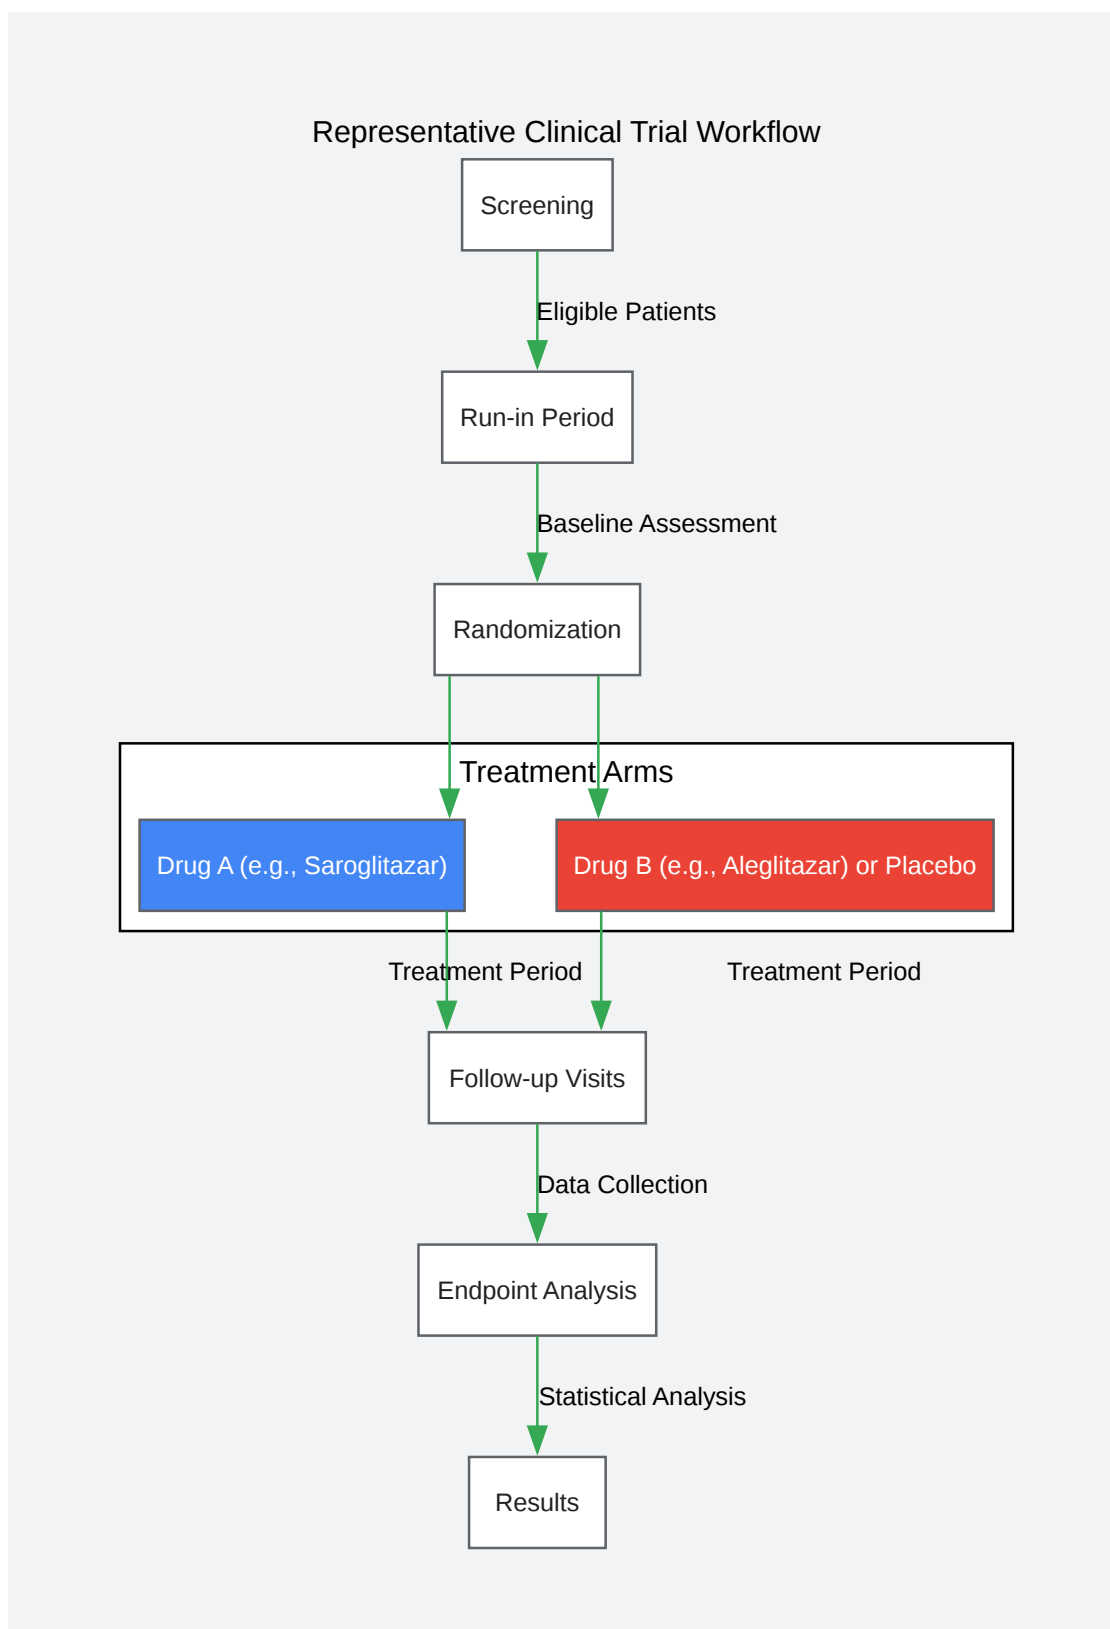 Representative Clinical Trial Workflow
Screening
Eligible Patients
Run-in Period
Baseline Assessment
Randomization
Treatment Arms
Drug A (e.g., Saroglitazar)
Drug B (e.g., Aleglitazar) or Placebo
Treatment Period
Treatment Period
Follow-up Visits
Data Collection
Endpoint Analysis
Statistical Analysis
Results